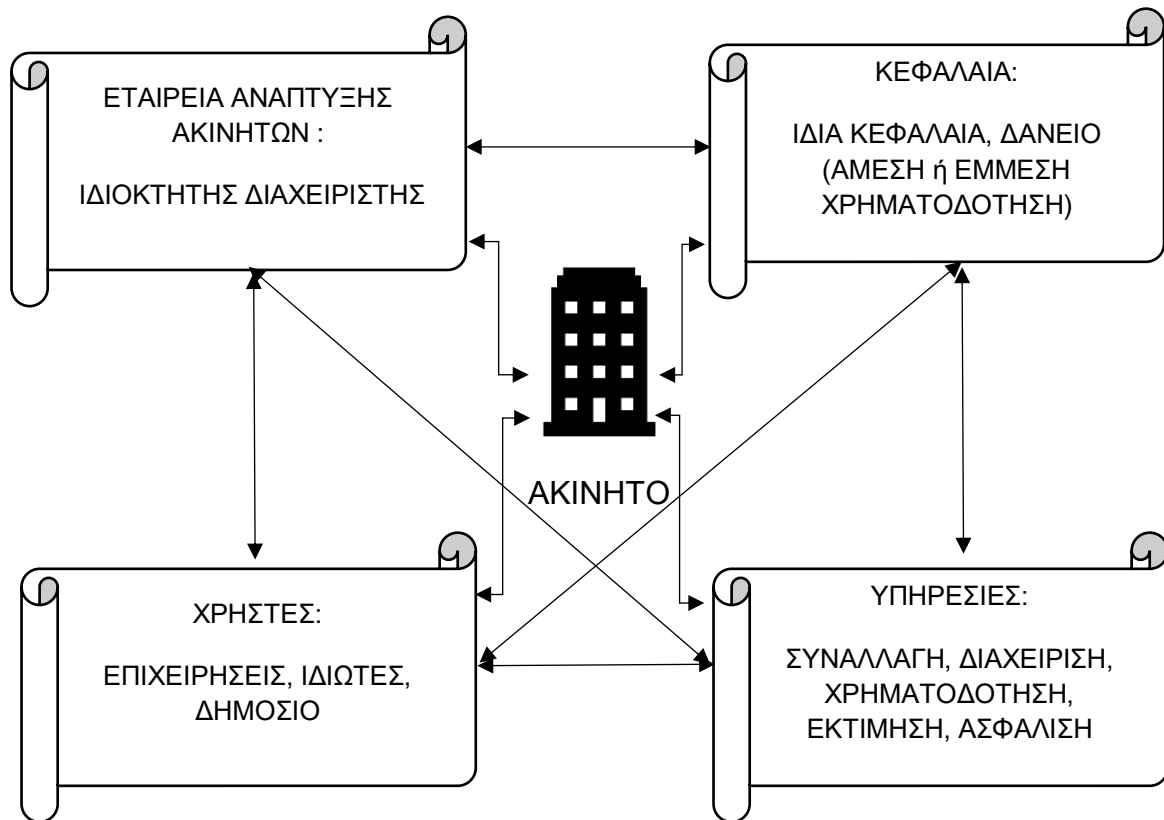 ΕΤΑΙΡΕΙΑ ΑΝΑΠΤΥΞΗΣ
ΑΚΙΝΗΤΩΝ :
ΙΔΙΟΚΤΗΤΗΣ ΔΙΑΧΕΙΡΙΣΤΗΣ
ΚΕΦΑΛΑΙΑ:
ΙΔΙΑ ΚΕΦΑΛΑΙΑ, ΔΑΝΕΙΟ
(ΑΜΕΣΗ ή ΕΜΜΕΣΗ
ΧΡΗΜΑΤΟΔΟΤΗΣΗ)
ΑΚΙΝΗΤΟ
ΧΡΗΣΤΕΣ:
ΕΠΙΧΕΙΡΗΣΕΙΣ, ΙΔΙΩΤΕΣ,
ΔΗΜΟΣΙΟ
ΥΠΗΡΕΣΙΕΣ:
ΣΥΝΑΛΛΑΓΗ, ΔΙΑΧΕΙΡΙΣΗ,
ΧΡΗΜΑΤΟΔΟΤΗΣΗ,
ΕΚΤΙΜΗΣΗ, ΑΣΦΑΛΙΣΗ